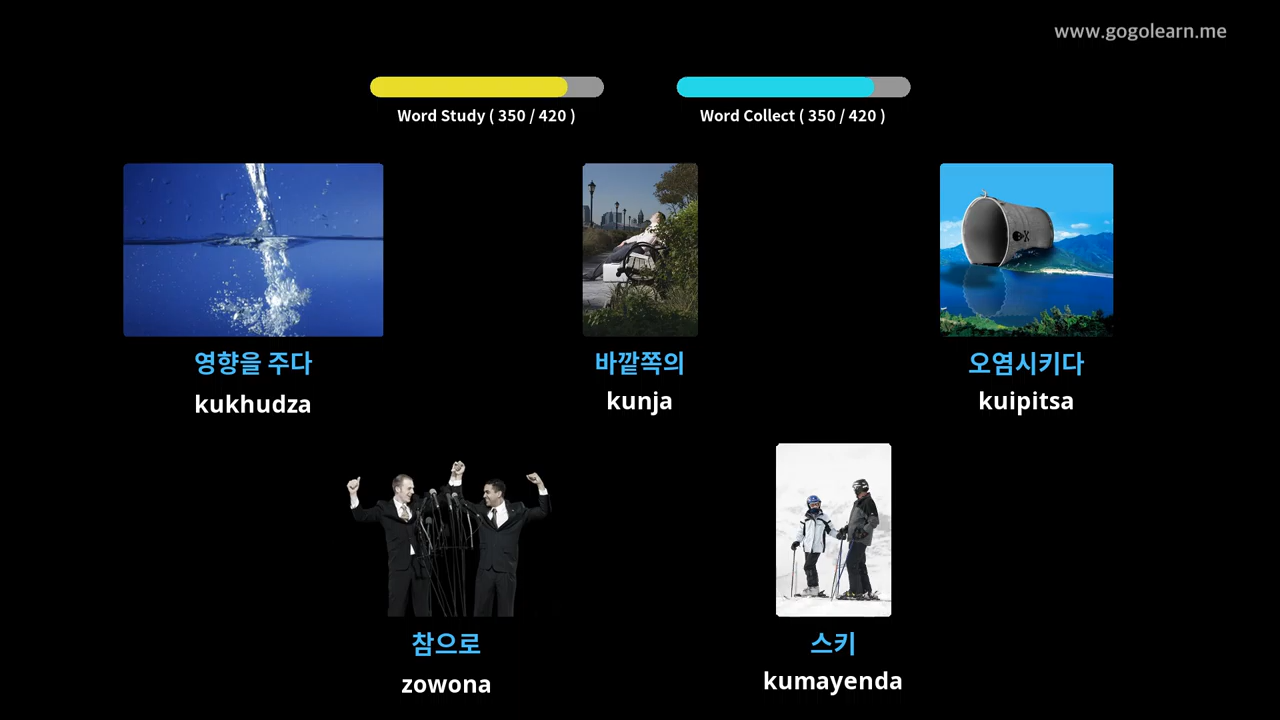 www.gogolearn.me
Word Study ( 350 / 420 )
Word Collect ( 350 / 420 )
영향을 주다
kukhudza
바깥쪽의
kunja
오염시키다
kuipitsa
참으로
zowona
스키
kumayenda